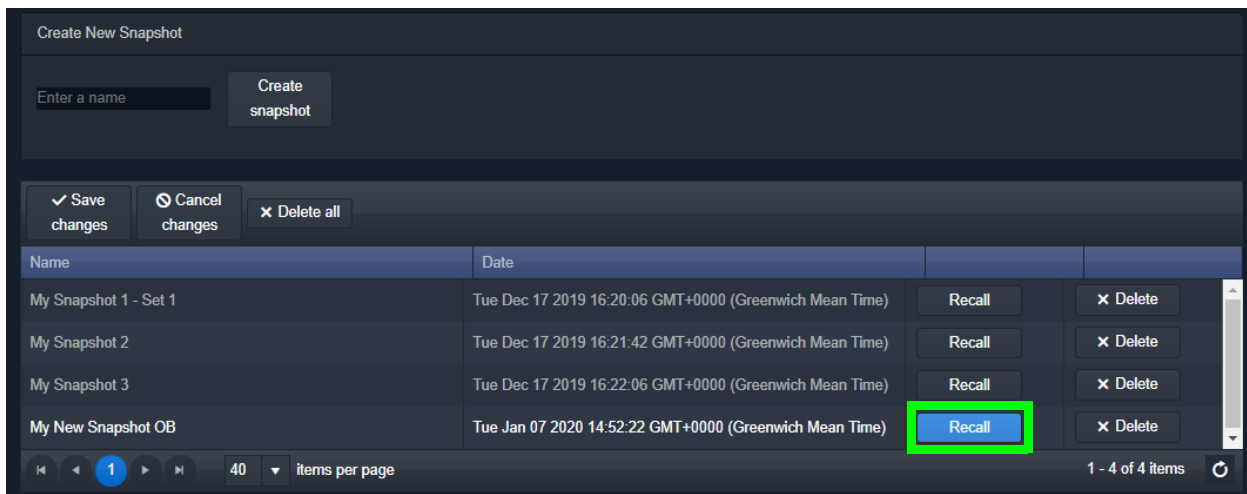 Create New Snapshot
Enter a name
Create
snapshot
Save
changes
Cancel
changes
Delete all
Name Date
My Snapshot 1 - Set 1 Tue Dec 17 2019 16:20:06 GMT+0000 (Greenwich Mean Time) Recall Delete
My Snapshot 2 Tue Dec 17 2019 16:21:42 GMT+0000 (Greenwich Mean Time) Recall Delete
My Snapshot 3 Tue Dec 17 2019 16:22:06 GMT+0000 (Greenwich Mean Time) Recall Delete
My New Snapshot OB Tue Jan 07 2020 14:52:22 GMT+0000 (Greenwich Mean Time) Recall Delete
1 40 items per page 1 - 4 of 4 items